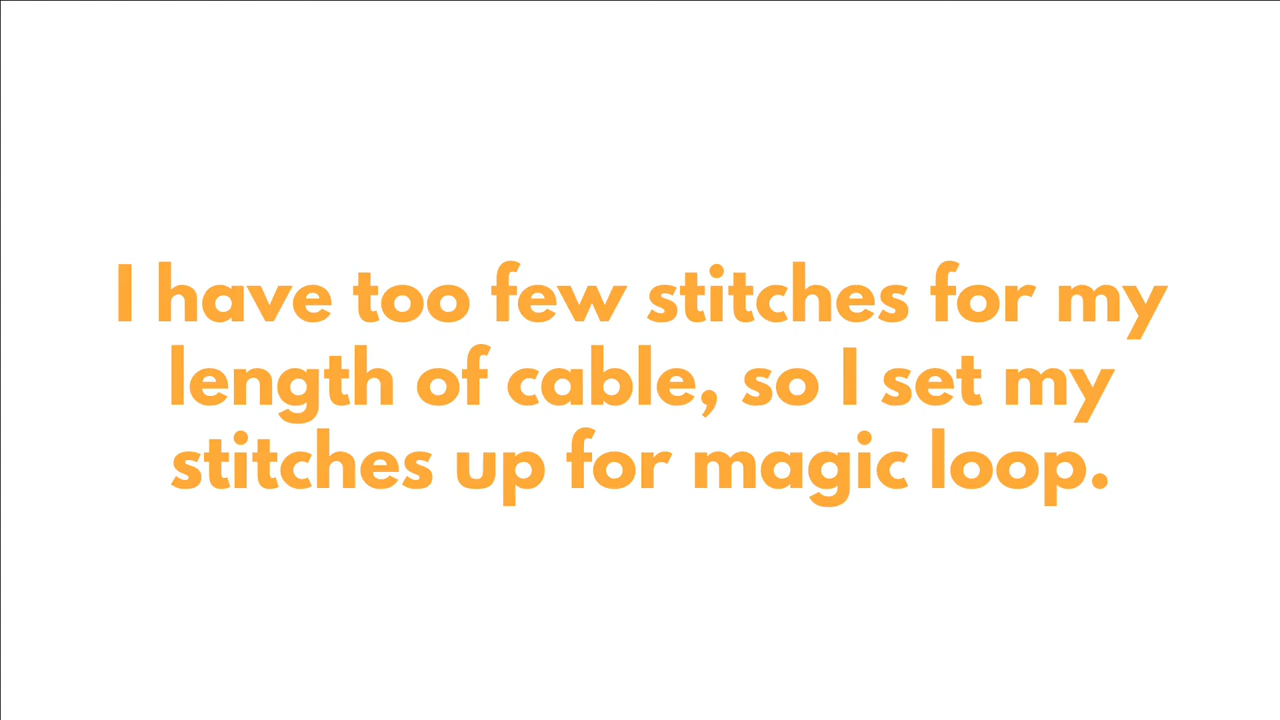 I have too few stitches for my
length of cable, so I set my
stitches up for magic loop.